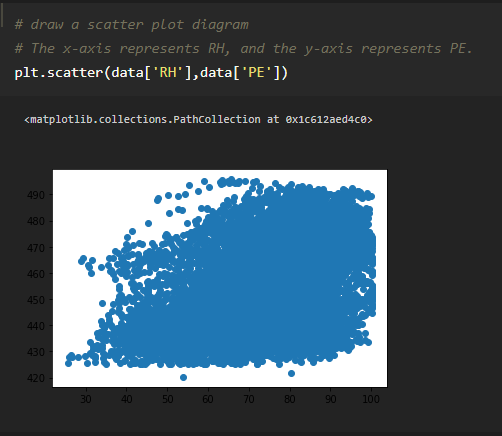 # draw a scatter plot diagram
# The x-axis represents RH, and the y-axis represents PE.
plt.scatter(data['RH'],data['PE'])
<matplotlib.collections.PathCollection at 0x1c612aed4c0>
490
480
470
460
450
440
430
420
30 40 50 60 70 80 90 100